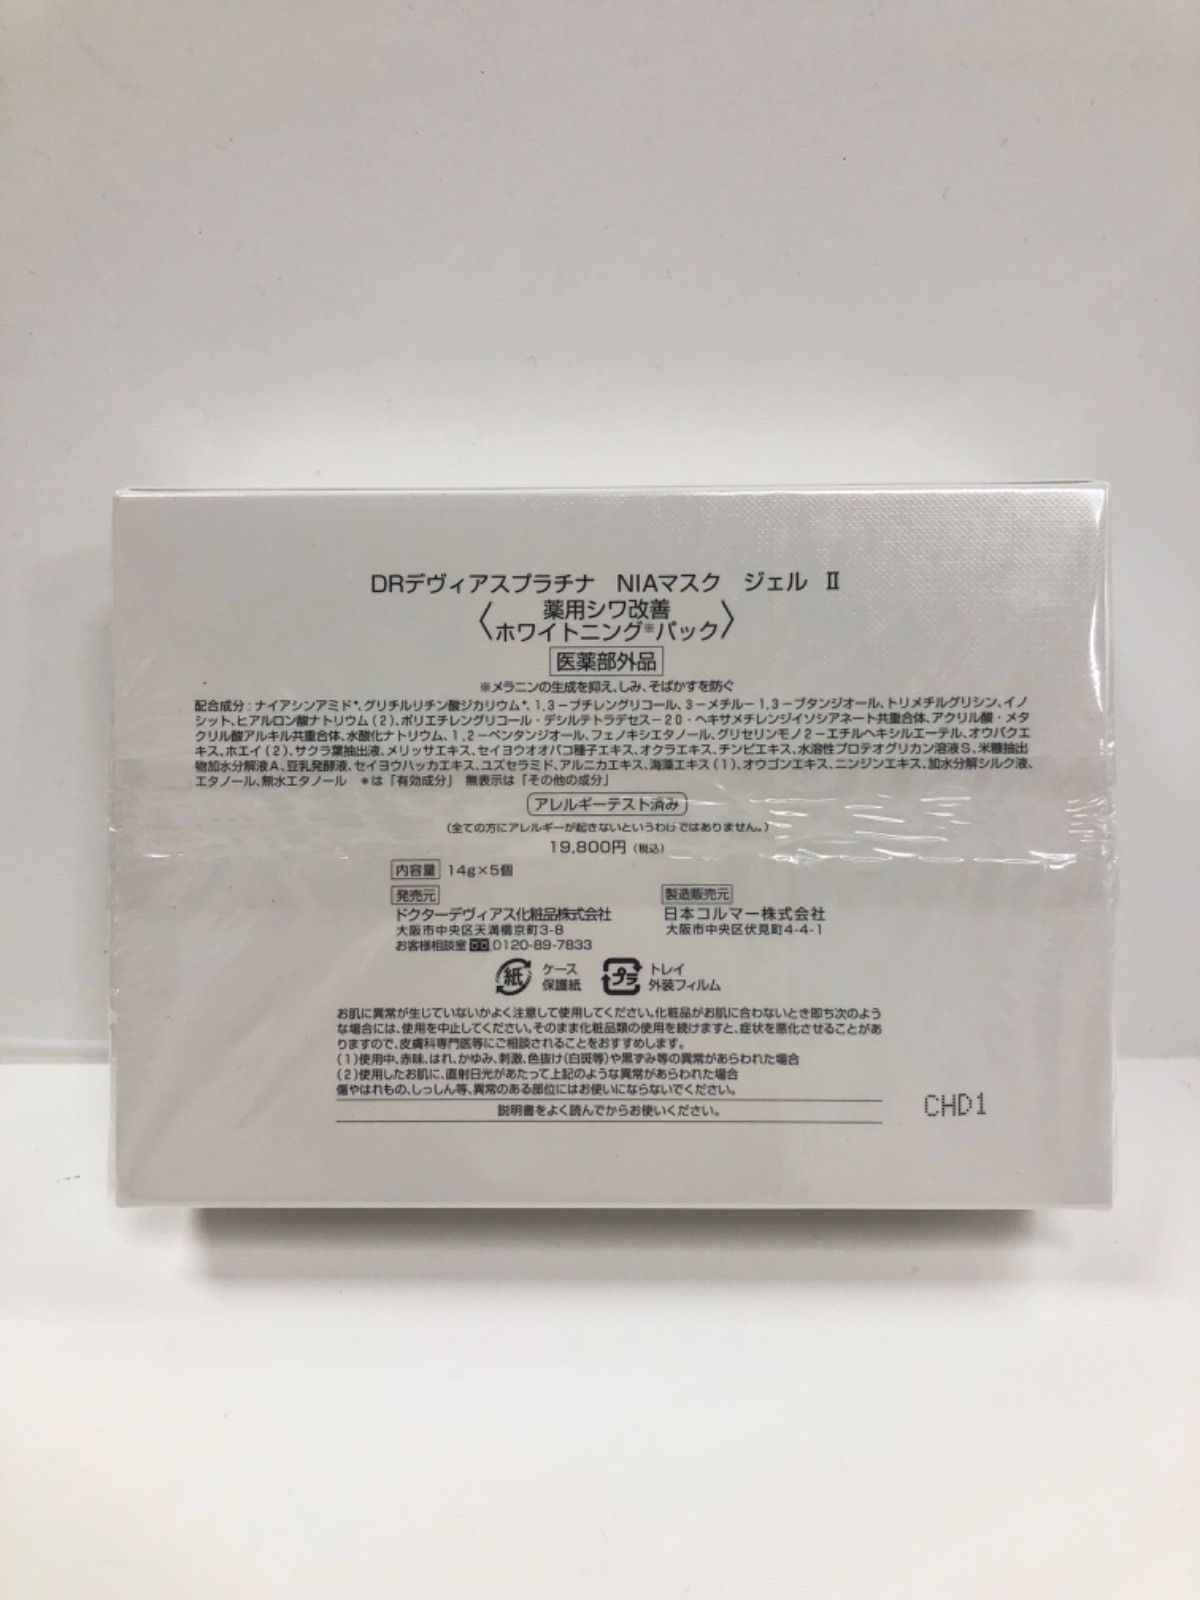 DRデヴィアスプラチナ　NIAマスク　ジェル　Ⅱ
〈薬用シワ改善
ホワイトニング※パック〉
医薬部外品
※メラニンの生成を抑え、しみ、そばかすを防ぐ
配合成分：ナイアシンアミド*、グリチルリチン酸ジカリウム*、1,3－ブチレングリコール、3－メチル－1,3－ブタンジオール、トリメチルグリシン、イノ
シット、ヒアルロン酸ナトリウム（2）、ポリエチレングリコール・デシルテトラデセス－20・ヘキサメチレンジイソシアネート共重合体、アクリル酸・メタ
クリル酸アルキル共重合体、水酸化ナトリウム、1,2－ペンタンジオール、フェノキシエタノール、グリセリンモノ2－エチルヘキシルエーテル、オウバクエ
キス、ホエイ（2）、サクラ葉抽出液、メリッサエキス、セイヨウオオバコ種子エキス、オクラエキス、チンピエキス、水溶性プロテオグリカン溶液S、米糠抽出
物加水分解液A、豆乳発酵液、セイヨウハッカエキス、ユズセラミド、アルニカエキス、海藻エキス（1）、オウゴンエキス、ニンジンエキス、加水分解シルク液、
エタノール、無水エタノール　*は「有効成分」　無表示は「その他の成分」
アレルギーテスト済み
（全ての方にアレルギーが起きないというわけではありません。）
19,800円（税込）
内容量　14g×5個
発売元
ドクターデヴィアス化粧品株式会社
大阪市中央区天満橋京町3-8
お客様相談室 0120-89-7833
製造販売元
日本コルマー株式会社
大阪市中央区伏見町4-4-1
紙 ケース
保護紙
プラ トレイ
外装フィルム
お肌に異常が生じていないかよく注意して使用してください。化粧品がお肌に合わないとき即ち次のよう
な場合には、使用を中止してください。そのまま化粧品類の使用を続けますと、症状を悪化させることがあ
りますので、皮膚科専門医等にご相談されることをおすすめします。
（1）使用中、赤味、はれ、かゆみ、刺激、色抜け（白斑等）や黒ずみ等の異常があらわれた場合
（2）使用したお肌に、直射日光があたって上記のような異常があらわれた場合
傷やはれもの、しっしん等、異常のある部位にはお使いにならないでください。
説明書をよく読んでからお使いください。
CHD1